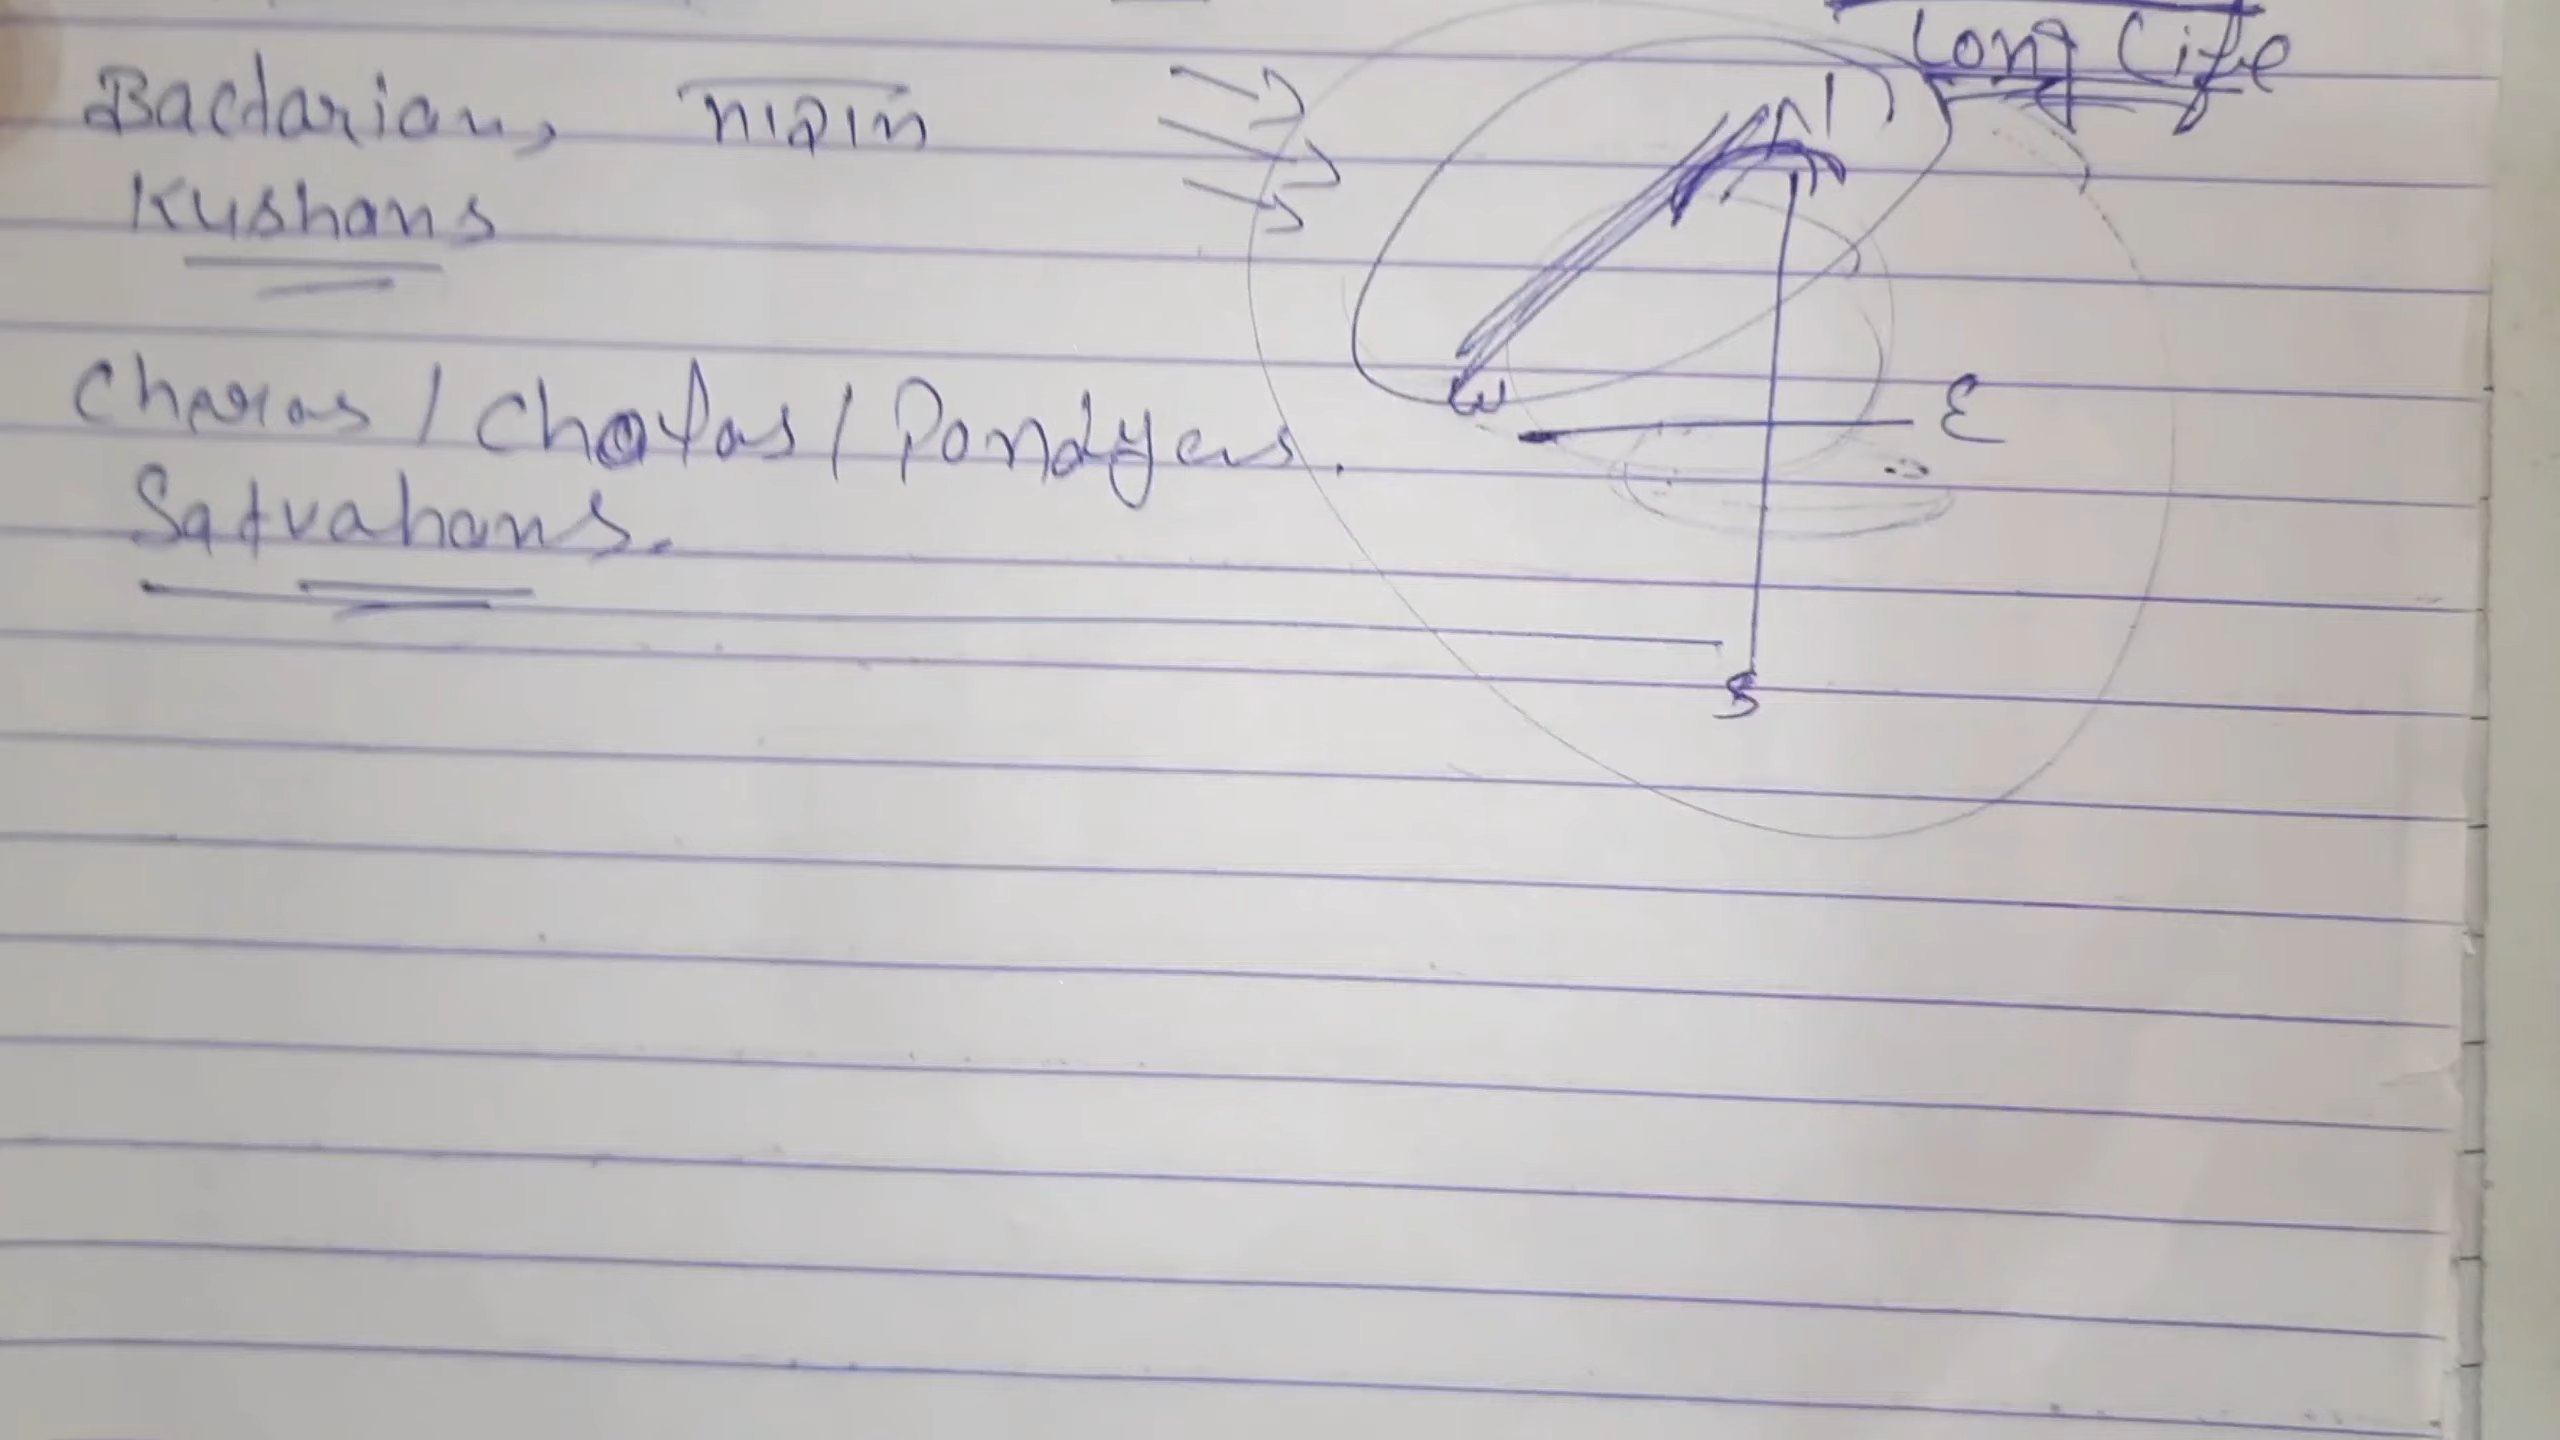 Long Life
Bactarian,
Kushans
N
W
E
Cheras / Cholas / Pandyas.
Satvahans.
S